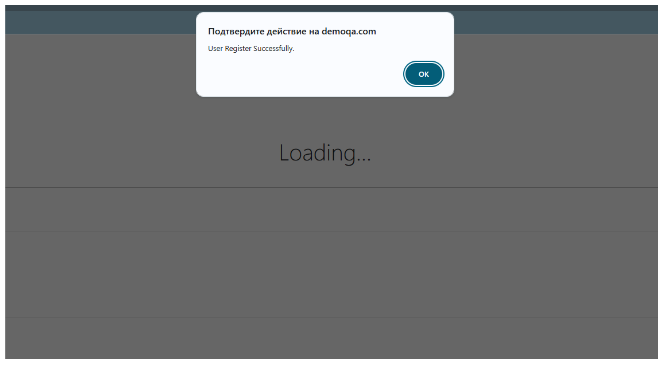 Подтвердите действие на demoqa.com
User Register Successfully.
OK
Loading...